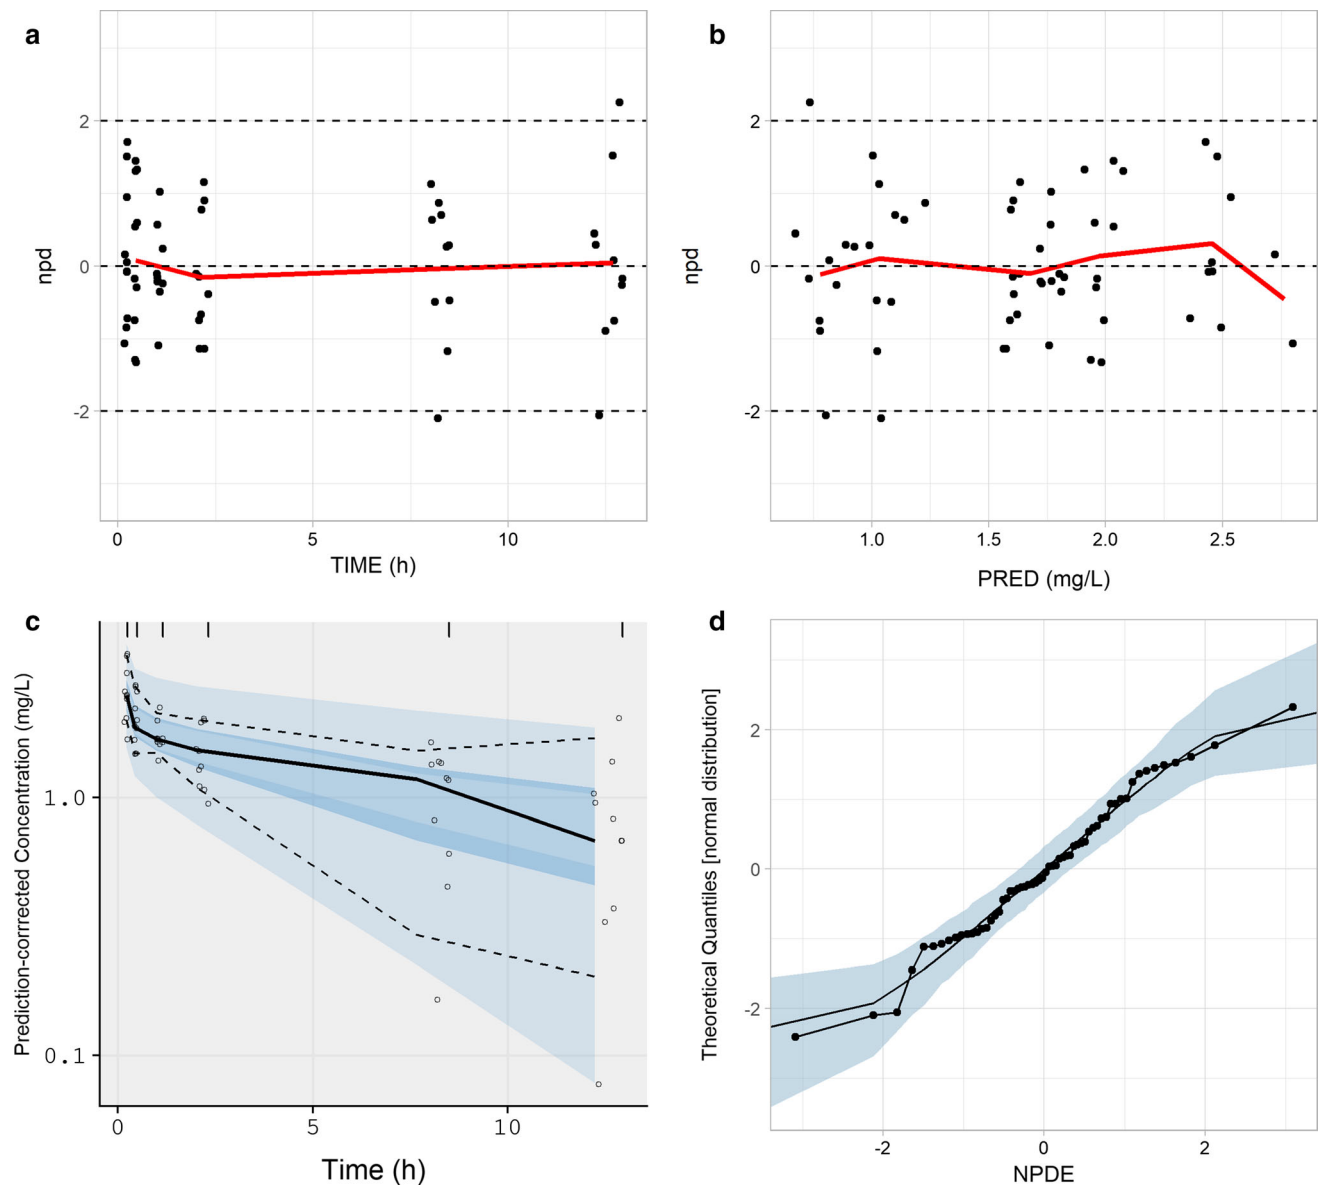 a
2
0
-2
npd
0
5
10
TIME (h)
b
2
0
-2
npd
1.0
1.5
2.0
2.5
PRED (mg/L)
c
1.0
0.1
Prediction-corrrected Concentration (mg/L)
0
5
10
Time (h)
d
2
0
-2
Theoretical Quantiles [normal distribution]
-2
0
2
NPDE